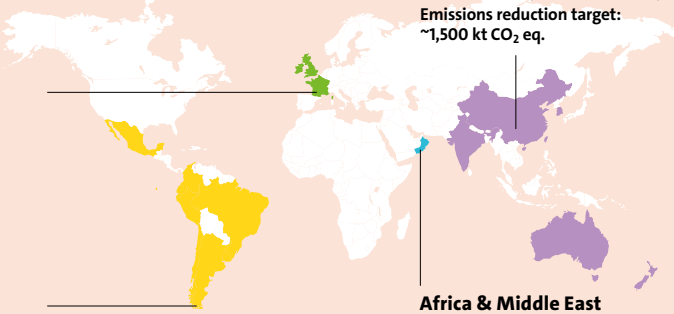 Emissions reduction target:
~1,500 kt CO₂ eq.
Africa & Middle East